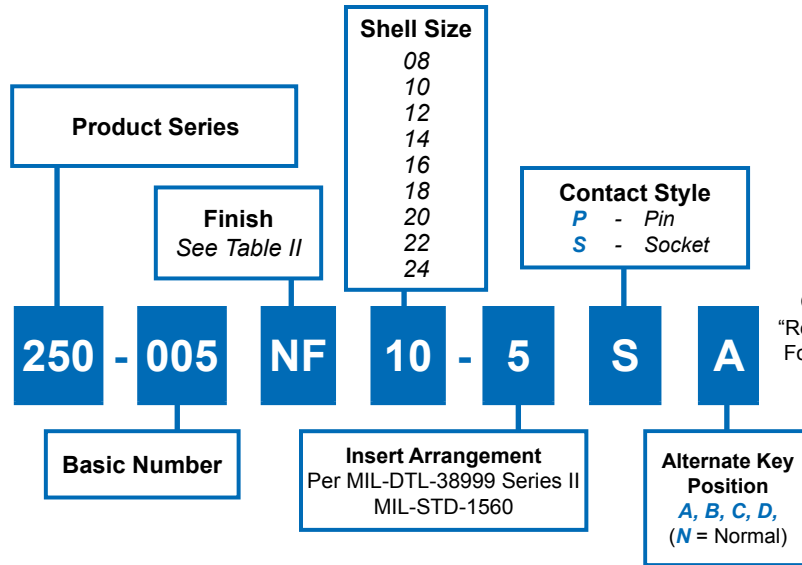 Shell Size
08
10
12
14
16
18
20
22
24
Product Series
Finish
See Table II
Contact Style
P - Pin
S - Socket
250 - 005 NF 10 - 5 S A
Basic Number
Insert Arrangement
Per MIL-DTL-38999 Series II
MIL-STD-1560
Alternate Key
Position
A, B, C, D,
(N = Normal)